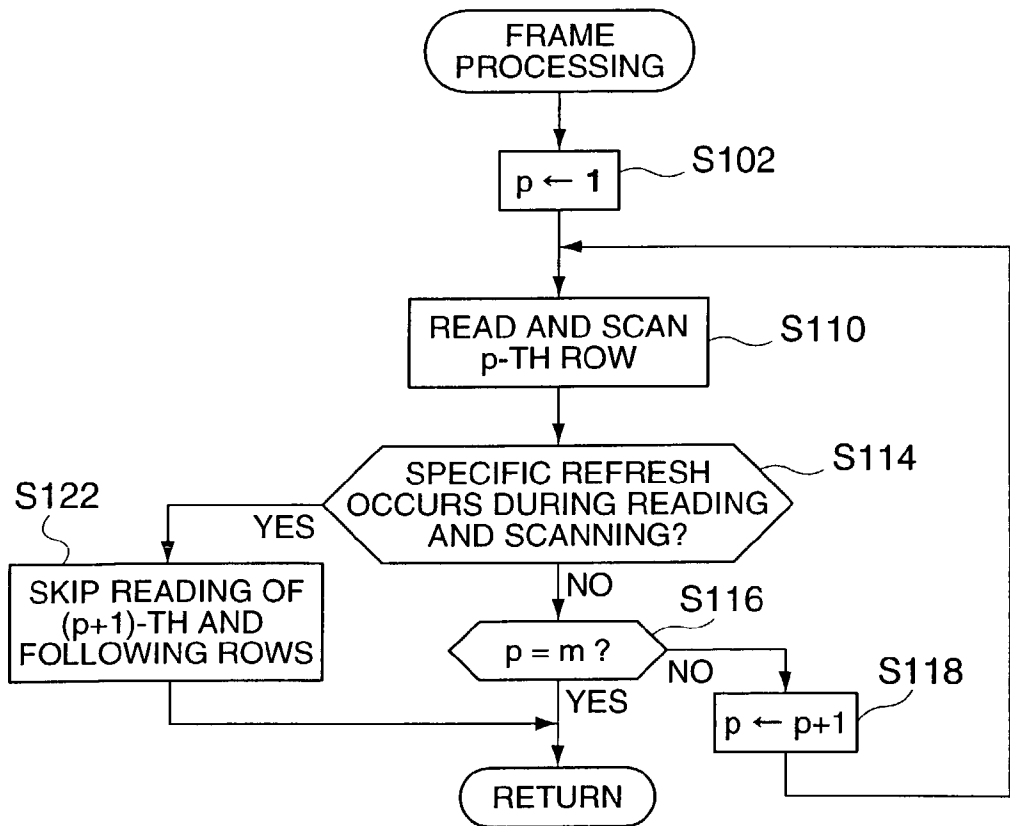 FRAME
PROCESSING
S102
p ← 1
READ AND SCAN
p-TH ROW
S110
SPECIFIC REFRESH
OCCURS DURING READING
AND SCANNING?
S114
YES
NO
S122
SKIP READING OF
(p+1)-TH AND
FOLLOWING ROWS
S116
p = m ?
NO
YES
S118
p ← p+1
RETURN